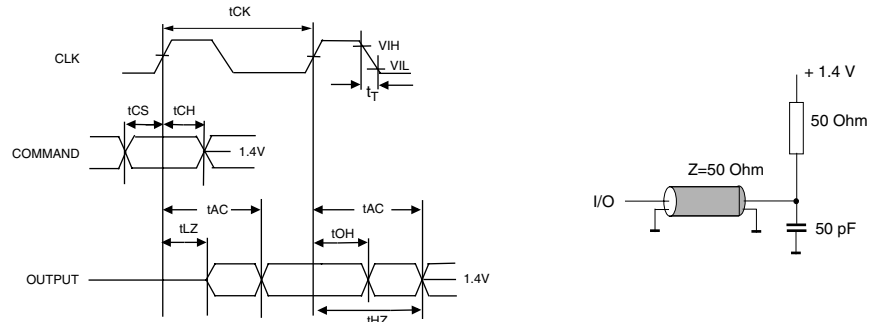 tCK
CLK
VIH
VIL
tT
tCS
tCH
COMMAND
1.4V
tAC
tAC
tLZ
tOH
OUTPUT
1.4V
tHZ
+ 1.4 V
50 Ohm
Z=50 Ohm
I/O
50 pF